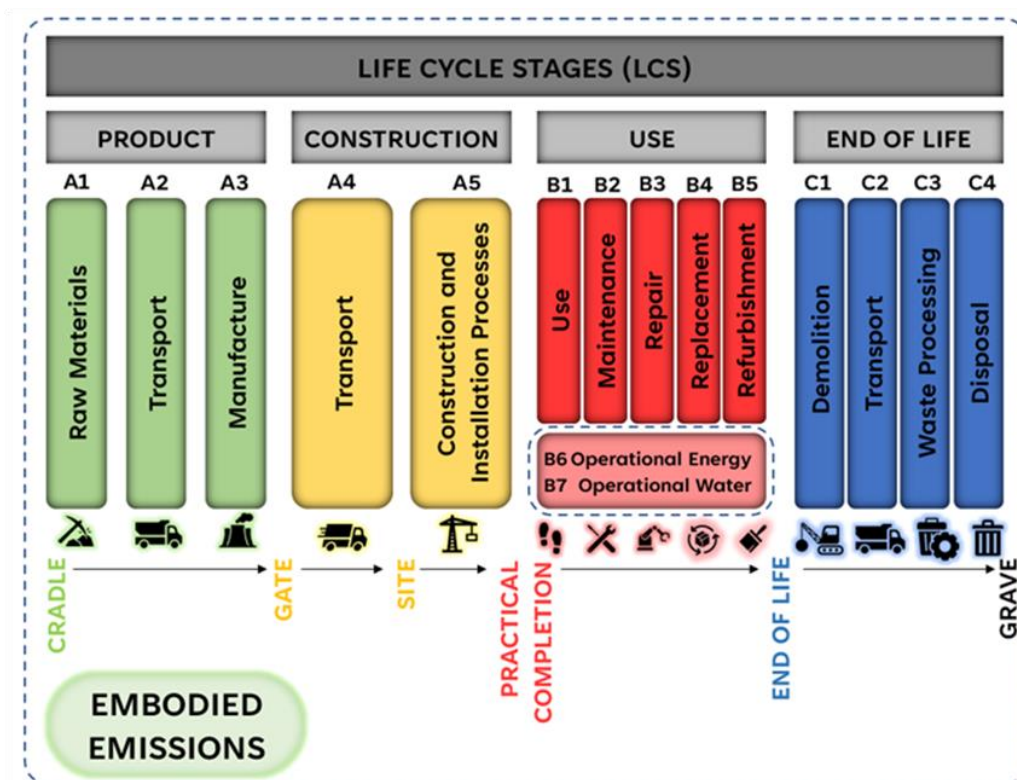 LIFE CYCLE STAGES (LCS)
PRODUCT
CONSTRUCTION
USE
END OF LIFE
A1
A2
A3
A4
A5
B1
B2
B3
B4
B5
C1
C2
C3
C4
Raw Materials
Transport
Manufacture
Transport
Construction and
Installation Processes
Use
Maintenance
Repair
Replacement
Refurbishment
Demolition
Transport
Waste Processing
Disposal
B6 Operational Energy
B7 Operational Water
CRADLE
GATE
SITE
PRACTICAL
COMPLETION
END OF LIFE
GRAVE
EMBODIED
EMISSIONS